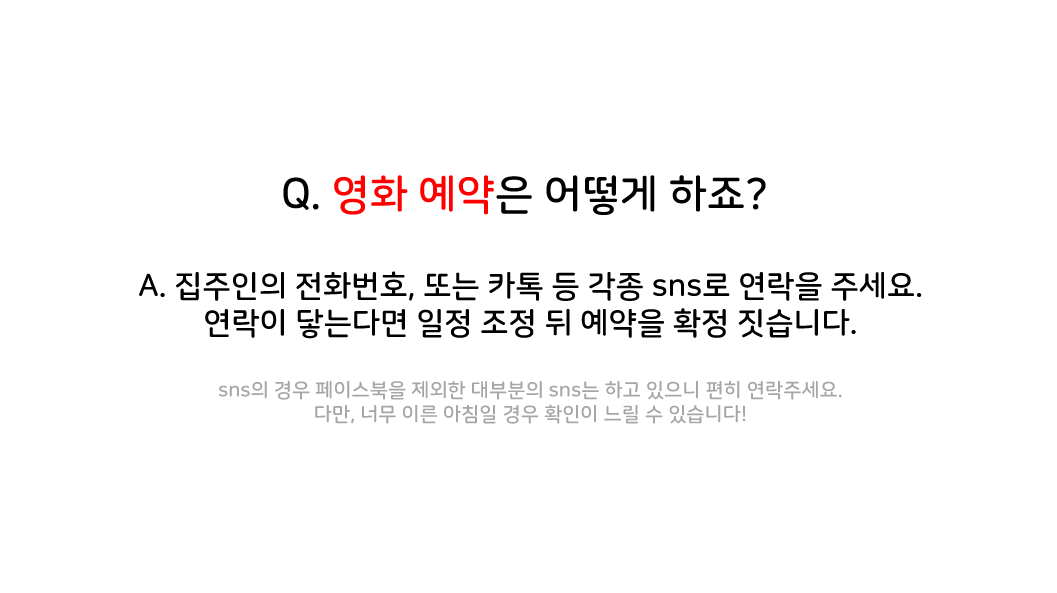 Q. 영화 예약은 어떻게 하죠?
A. 집주인의 전화번호, 또는 카톡 등 각종 sns로 연락을 주세요.
연락이 닿는다면 일정 조정 뒤 예약을 확정 짓습니다.
sns의 경우 페이스북을 제외한 대부분의 sns는 하고 있으니 편히 연락주세요.
다만, 너무 이른 아침일 경우 확인이 느릴 수 있습니다!